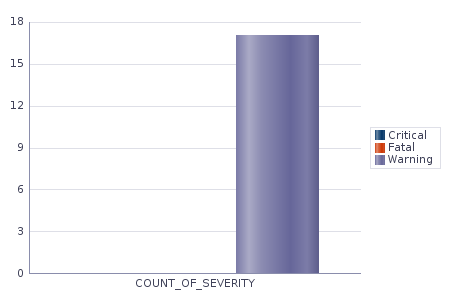 18
15
12
9
6
3
0
COUNT_OF_SEVERITY
Critical
Fatal
Warning